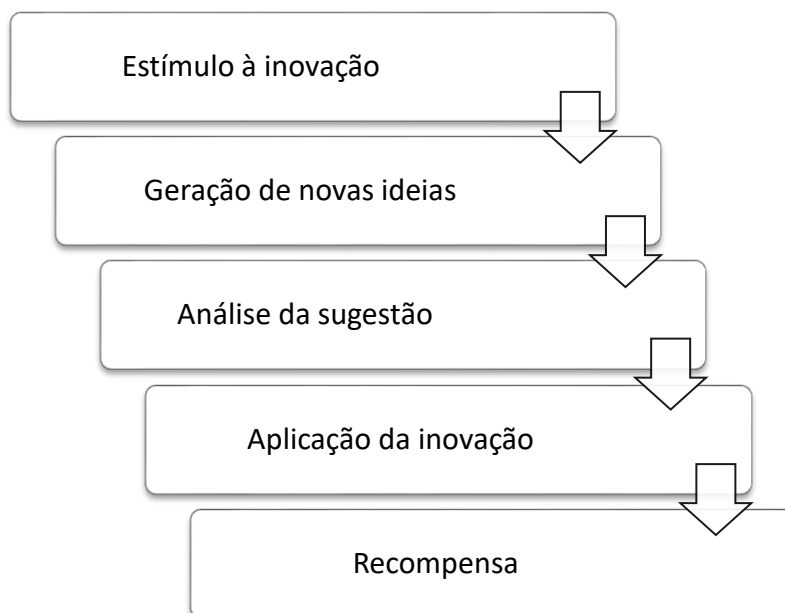 Estímulo à inovação
Geração de novas ideias
Análise da sugestão
Aplicação da inovação
Recompensa